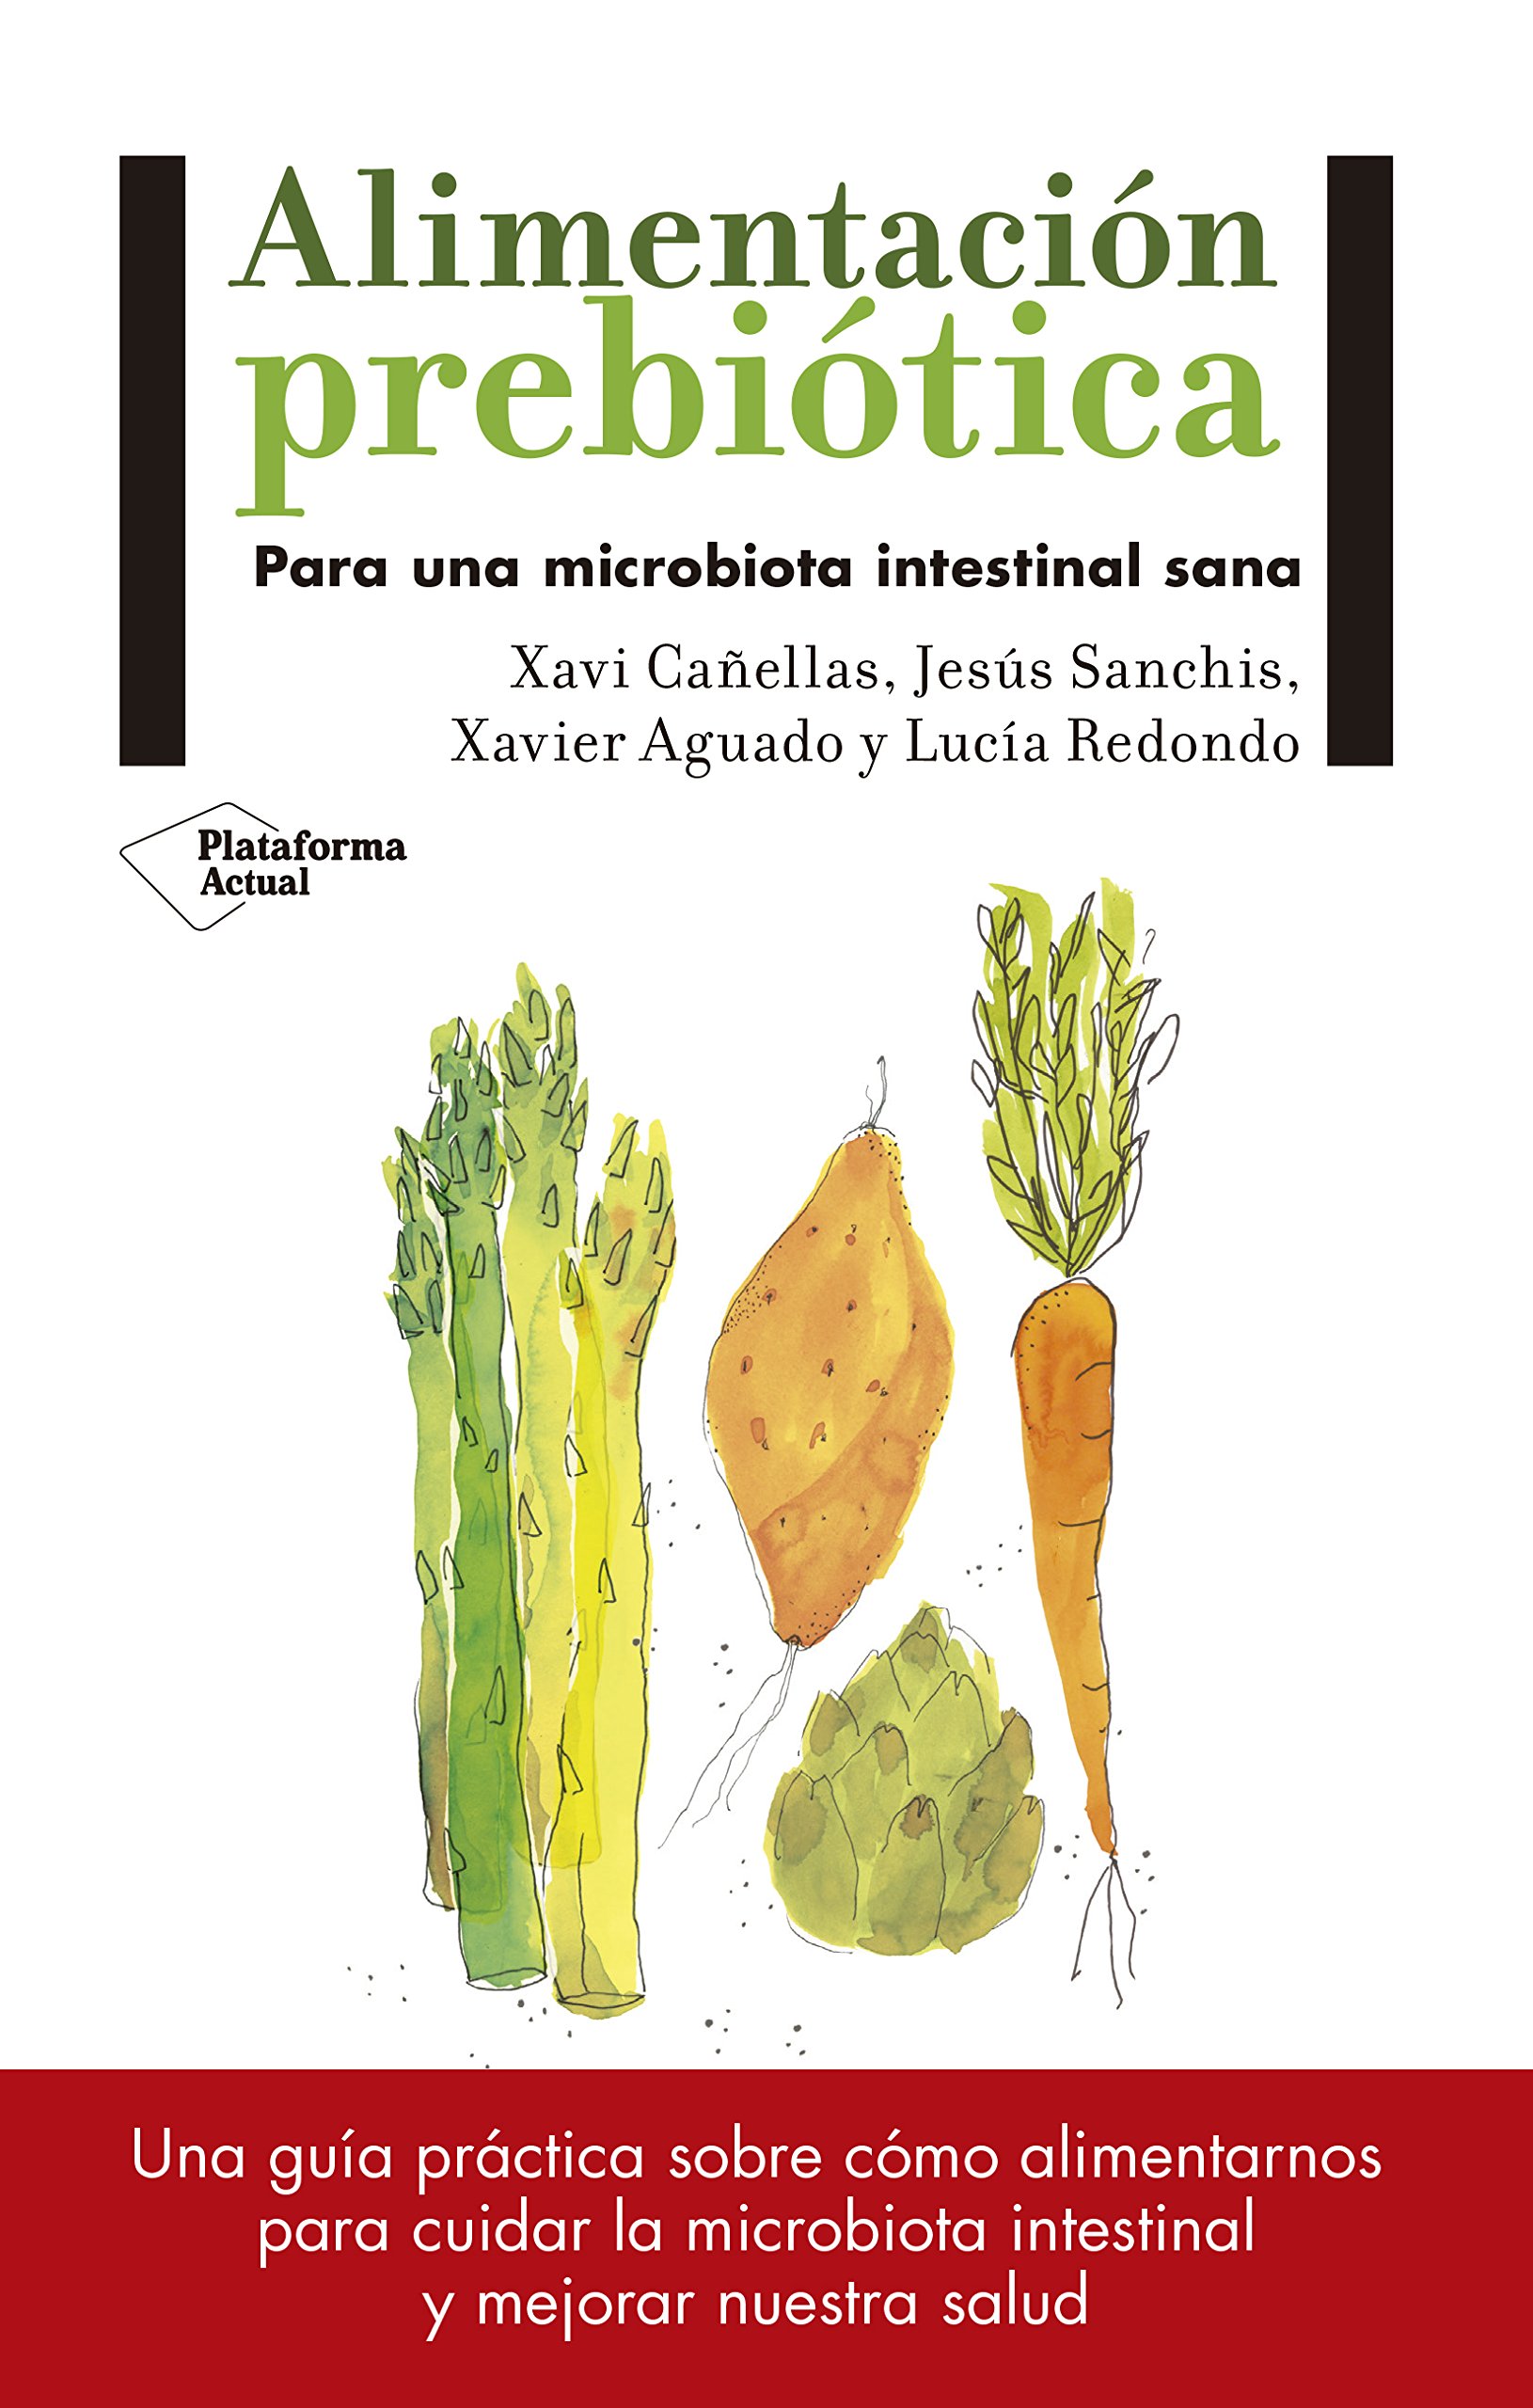 Alimentación
prebiótica
Para una microbiota intestinal sana
Xavi Cañellas, Jesús Sanchis,
Xavier Aguado y Lucía Redondo
Plataforma
Actual
Una guía práctica sobre cómo alimentarnos
para cuidar la microbiota intestinal
y mejorar nuestra salud